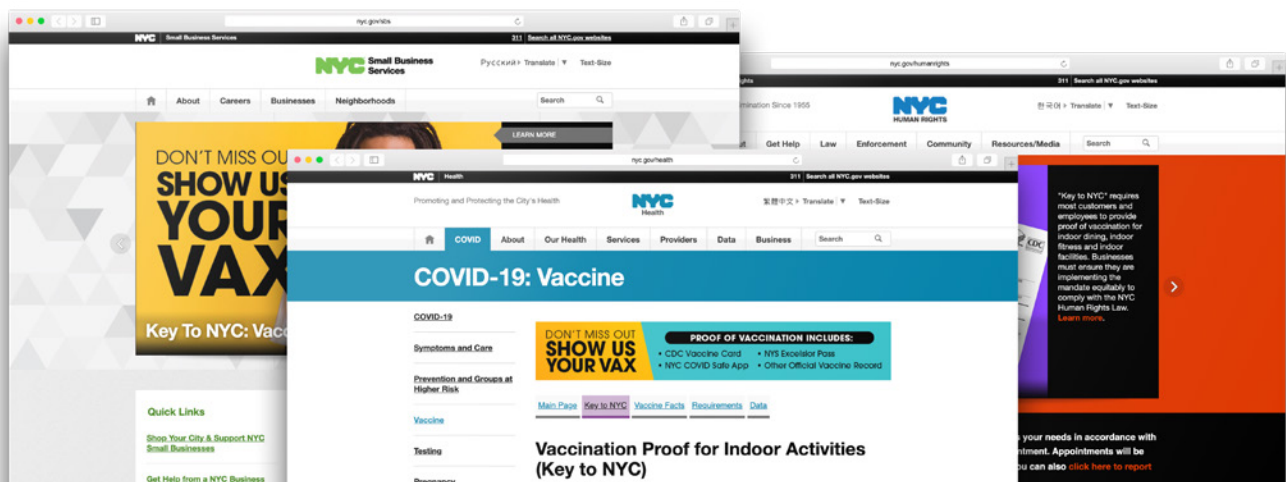 nyc.gov/sbs
NYC Small Business Services
311 Search all NYC.gov websites
NYC Small Business
Services
Русский ▸ Translate ▼ Text-Size
About Careers Businesses Neighborhoods Search
LEARN MORE
DON'T MISS OU
SHOW US
YOUR
VAX
Key To NYC: Vacc
Quick Links
Shop Your City & Support NYC
Small Businesses
Get Help from a NYC Business
nyc.gov/health
NYC Health
311 Search all NYC.gov websites
Promoting and Protecting the City's Health
NYC
Health
繁體中文 ▸ Translate ▼ Text-Size
COVID About Our Health Services Providers Data Business Search
COVID-19: Vaccine
COVID-19
Symptoms and Care
Prevention and Groups at
Higher Risk
Vaccine
Testing
Pregnancy
DON'T MISS OUT
SHOW US
YOUR VAX
PROOF OF VACCINATION INCLUDES:
• CDC Vaccine Card • NYS Excelsior Pass
• NYC COVID Safe App • Other Official Vaccine Record
Main Page Key to NYC Vaccine Facts Requirements Data
Vaccination Proof for Indoor Activities
(Key to NYC)
nyc.gov/humanrights
ghts
311 Search all NYC.gov websites
mination Since 1955
NYC
HUMAN RIGHTS
한국어 ▸ Translate ▼ Text-Size
ut Get Help Law Enforcement Community Resources/Media Search
CDC
"Key to NYC" requires
most customers and
employees to provide
proof of vaccination for
indoor dining, indoor
fitness and indoor
facilities. Businesses
must ensure they are
implementing the
mandate equitably to
comply with the NYC
Human Rights Law.
Learn more.
s your needs in accordance with
ntment. Appointments will be
ou can also click here to report